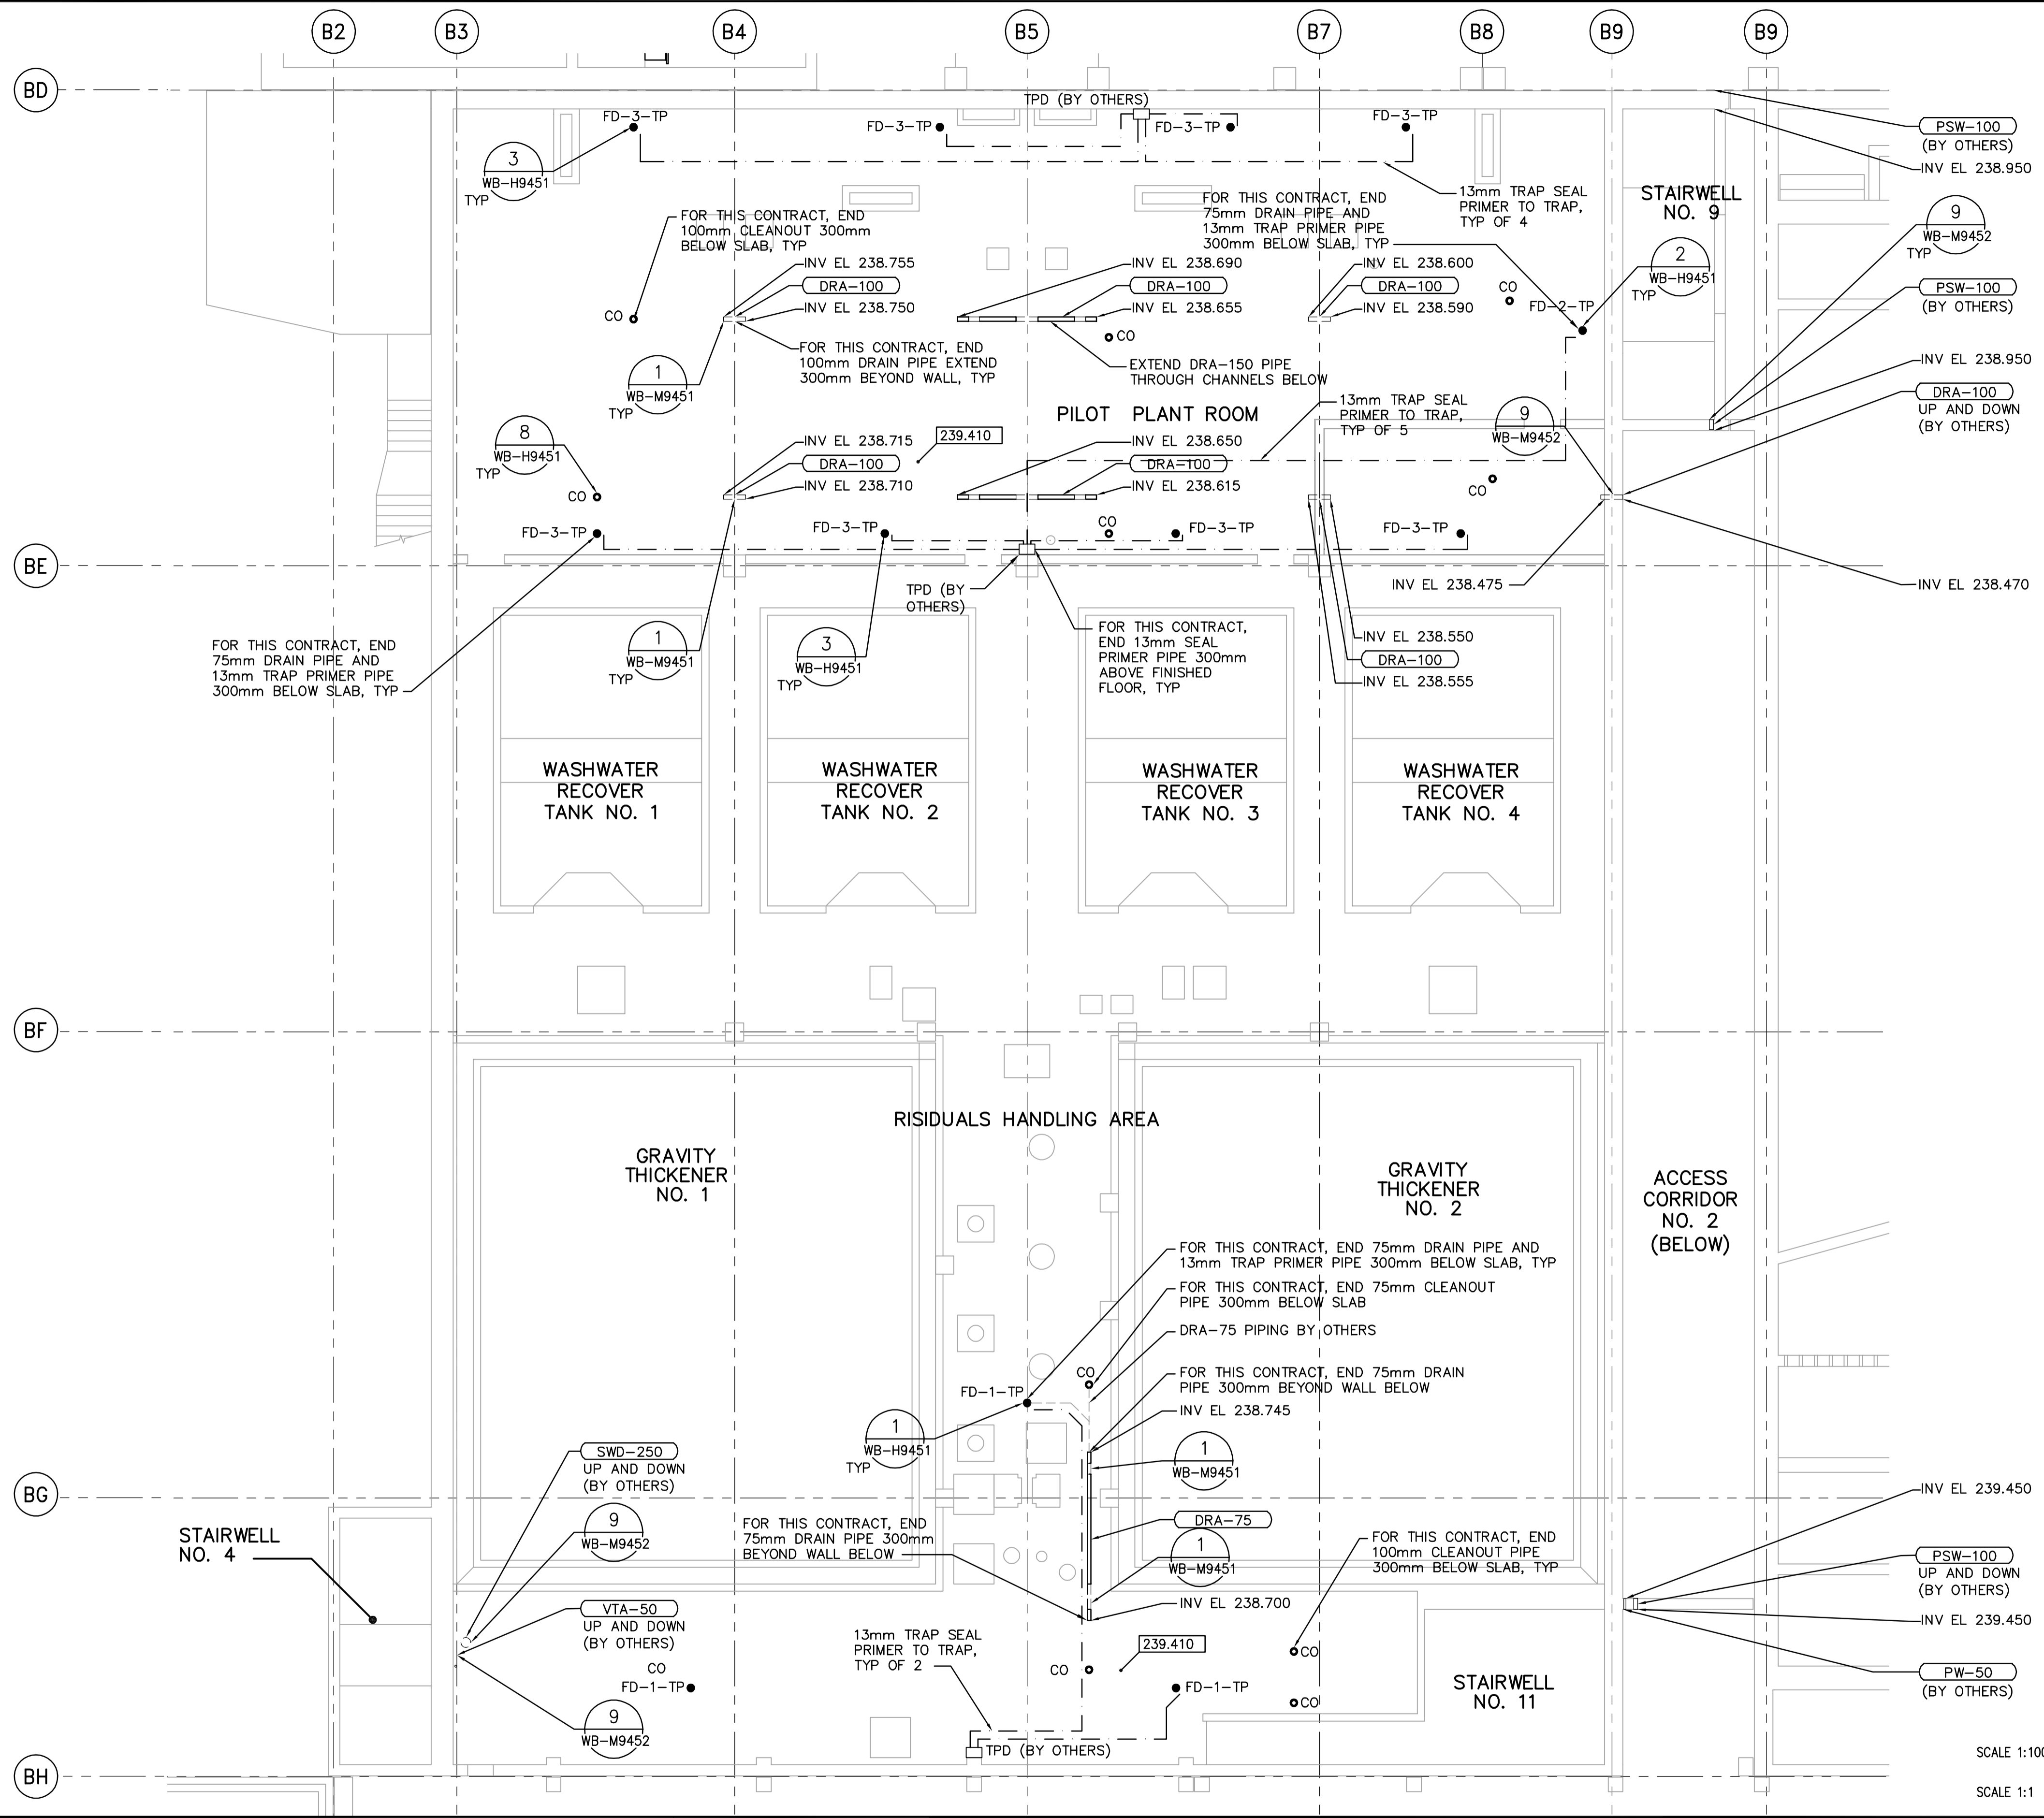 B2
B3
B4
B5
B7
B8
B9
B9
BD
TPD (BY OTHERS)
FD-3-TP
FD-3-TP
FD-3-TP
FD-3-TP
PSW-100
(BY OTHERS)
INV EL 238.950
3
WB-H9451
TYP
13mm TRAP SEAL
PRIMER TO TRAP,
TYP OF 4
STAIRWELL
NO. 9
FOR THIS CONTRACT, END
75mm DRAIN PIPE AND
13mm TRAP PRIMER PIPE
300mm BELOW SLAB, TYP
FOR THIS CONTRACT, END
100mm CLEANOUT 300mm
BELOW SLAB, TYP
9
WB-M9452
TYP
2
WB-H9451
TYP
INV EL 238.755
DRA-100
INV EL 238.750
INV EL 238.690
DRA-100
INV EL 238.655
INV EL 238.600
DRA-100
INV EL 238.590
CO
FD-2-TP
PSW-100
(BY OTHERS)
CO
CO
FOR THIS CONTRACT, END
100mm DRAIN PIPE EXTEND
300mm BEYOND WALL, TYP
EXTEND DRA-150 PIPE
THROUGH CHANNELS BELOW
INV EL 238.950
1
WB-M9451
TYP
DRA-100
UP AND DOWN
(BY OTHERS)
PILOT PLANT ROOM
13mm TRAP SEAL
PRIMER TO TRAP,
TYP OF 5
9
WB-M9452
8
WB-H9451
TYP
INV EL 238.715
DRA-100
INV EL 238.710
239.410
INV EL 238.650
DRA-100
INV EL 238.615
CO
CO
FD-3-TP
FD-3-TP
CO
FD-3-TP
FD-3-TP
BE
TPD (BY
OTHERS)
INV EL 238.475
INV EL 238.470
FOR THIS CONTRACT, END
75mm DRAIN PIPE AND
13mm TRAP PRIMER PIPE
300mm BELOW SLAB, TYP
1
WB-M9451
TYP
3
WB-H9451
TYP
FOR THIS CONTRACT,
END 13mm SEAL
PRIMER PIPE 300mm
ABOVE FINISHED
FLOOR, TYP
INV EL 238.550
DRA-100
INV EL 238.555
WASHWATER
RECOVER
TANK NO. 1
WASHWATER
RECOVER
TANK NO. 2
WASHWATER
RECOVER
TANK NO. 3
WASHWATER
RECOVER
TANK NO. 4
BF
RISIDUALS HANDLING AREA
GRAVITY
THICKENER
NO. 1
GRAVITY
THICKENER
NO. 2
ACCESS
CORRIDOR
NO. 2
(BELOW)
FOR THIS CONTRACT, END 75mm DRAIN PIPE AND
13mm TRAP PRIMER PIPE 300mm BELOW SLAB, TYP
FOR THIS CONTRACT, END 75mm CLEANOUT
PIPE 300mm BELOW SLAB
DRA-75 PIPING BY OTHERS
CO
FOR THIS CONTRACT, END 75mm DRAIN
PIPE 300mm BEYOND WALL BELOW
FD-1-TP
INV EL 238.745
1
WB-H9451
TYP
1
WB-M9451
SWD-250
UP AND DOWN
(BY OTHERS)
BG
INV EL 239.450
STAIRWELL
NO. 4
9
WB-M9452
FOR THIS CONTRACT, END
75mm DRAIN PIPE 300mm
BEYOND WALL BELOW
DRA-75
1
WB-M9451
FOR THIS CONTRACT, END
100mm CLEANOUT PIPE
300mm BELOW SLAB, TYP
PSW-100
UP AND DOWN
(BY OTHERS)
VTA-50
UP AND DOWN
(BY OTHERS)
INV EL 238.700
INV EL 239.450
13mm TRAP SEAL
PRIMER TO TRAP,
TYP OF 2
239.410
CO
CO
CO
FD-1-TP
FD-1-TP
CO
STAIRWELL
NO. 11
PW-50
(BY OTHERS)
9
WB-M9452
TPD (BY OTHERS)
BH
SCALE 1:100
SCALE 1:1